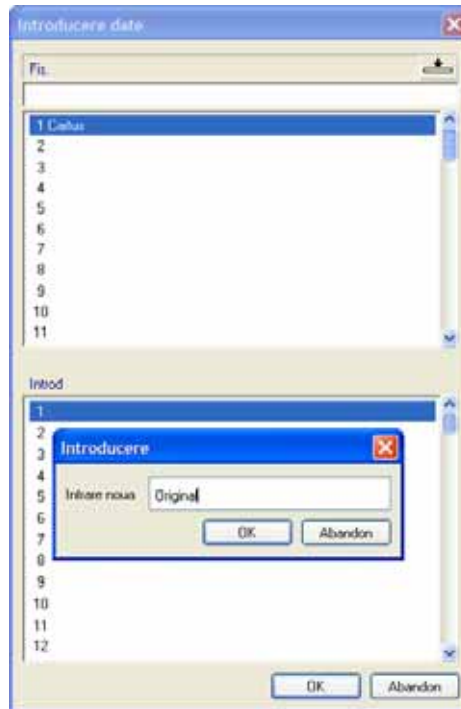 Introducere date
Fis.
1 Caitus
2
3
4
5
6
7
8
9
10
11
Introd
1
2
3
4
5
6
7
8
9
10
11
12
Introducere
Intrare noua Original
OK Abandon
OK Abandon